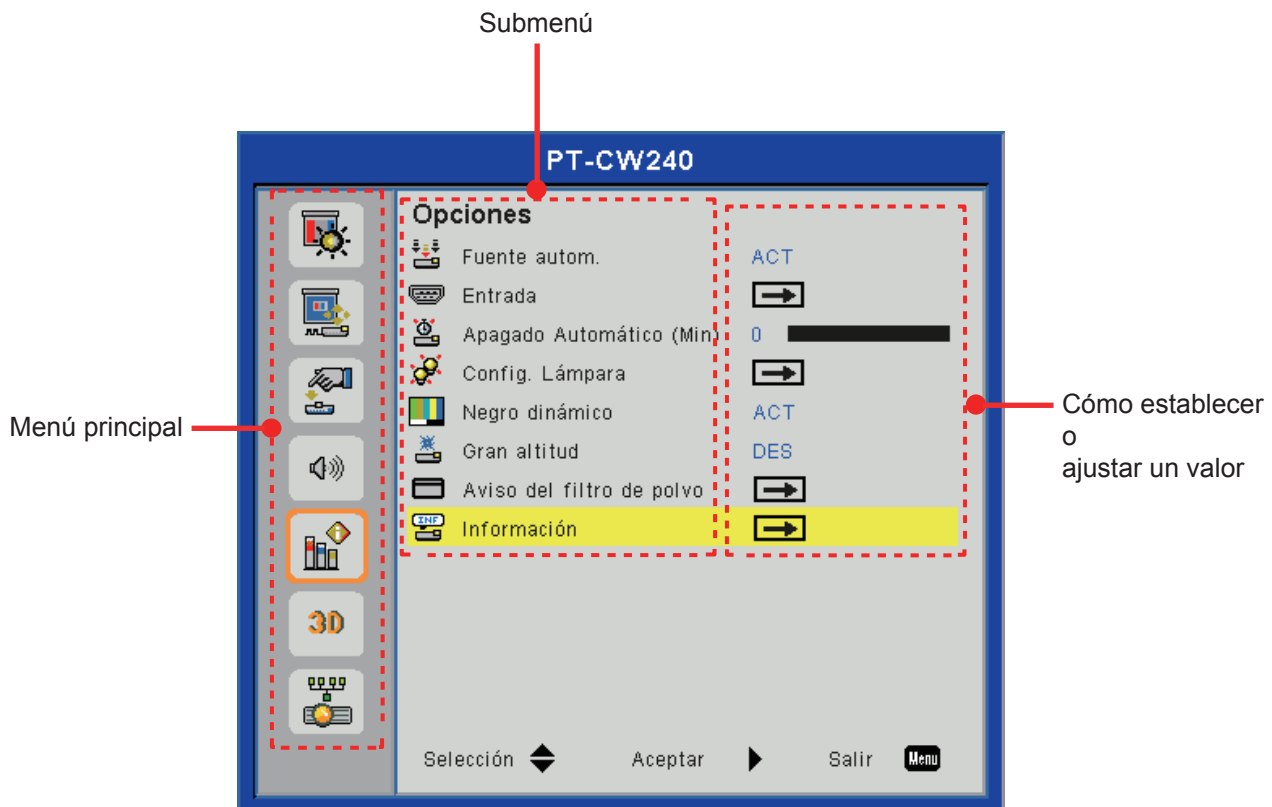 Submenú
PT-CW240
Opciones
Fuente autom. ACT
Entrada
Apagado Automático (Min) 0
Config. Lámpara
Negro dinámico ACT
Gran altitud DES
Aviso del filtro de polvo
INF Información
3D
Selección Aceptar Salir Menu
Menú principal
Cómo establecer
o
ajustar un valor